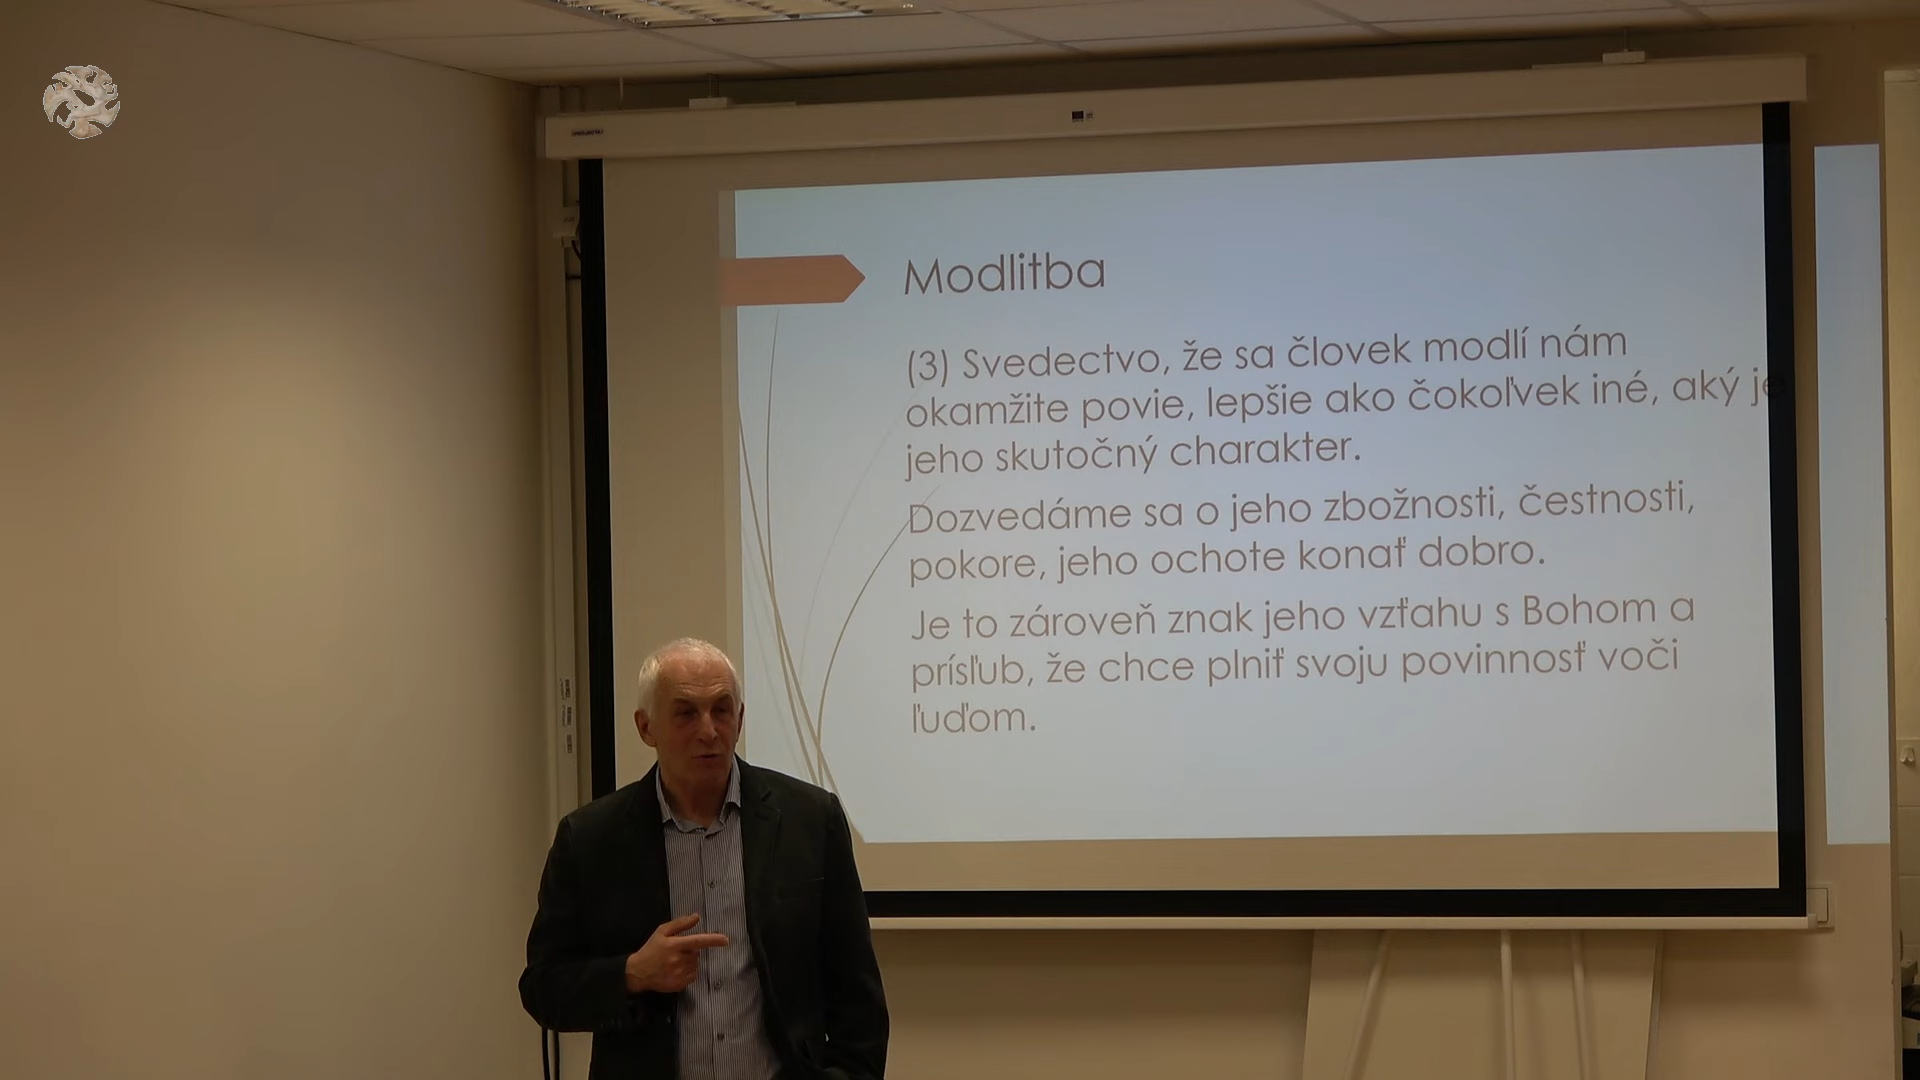 Modlitba
(3) Svedectvo, že sa človek modlí nám
okamžite povie, lepšie ako čokoľvek iné, aký je
jeho skutočný charakter.
Dozvedáme sa o jeho zbožnosti, čestnosti,
pokore, jeho ochote konať dobro.
Je to zároveň znak jeho vzťahu s Bohom a
prísľub, že chce plniť svoju povinnosť voči
ľuďom.